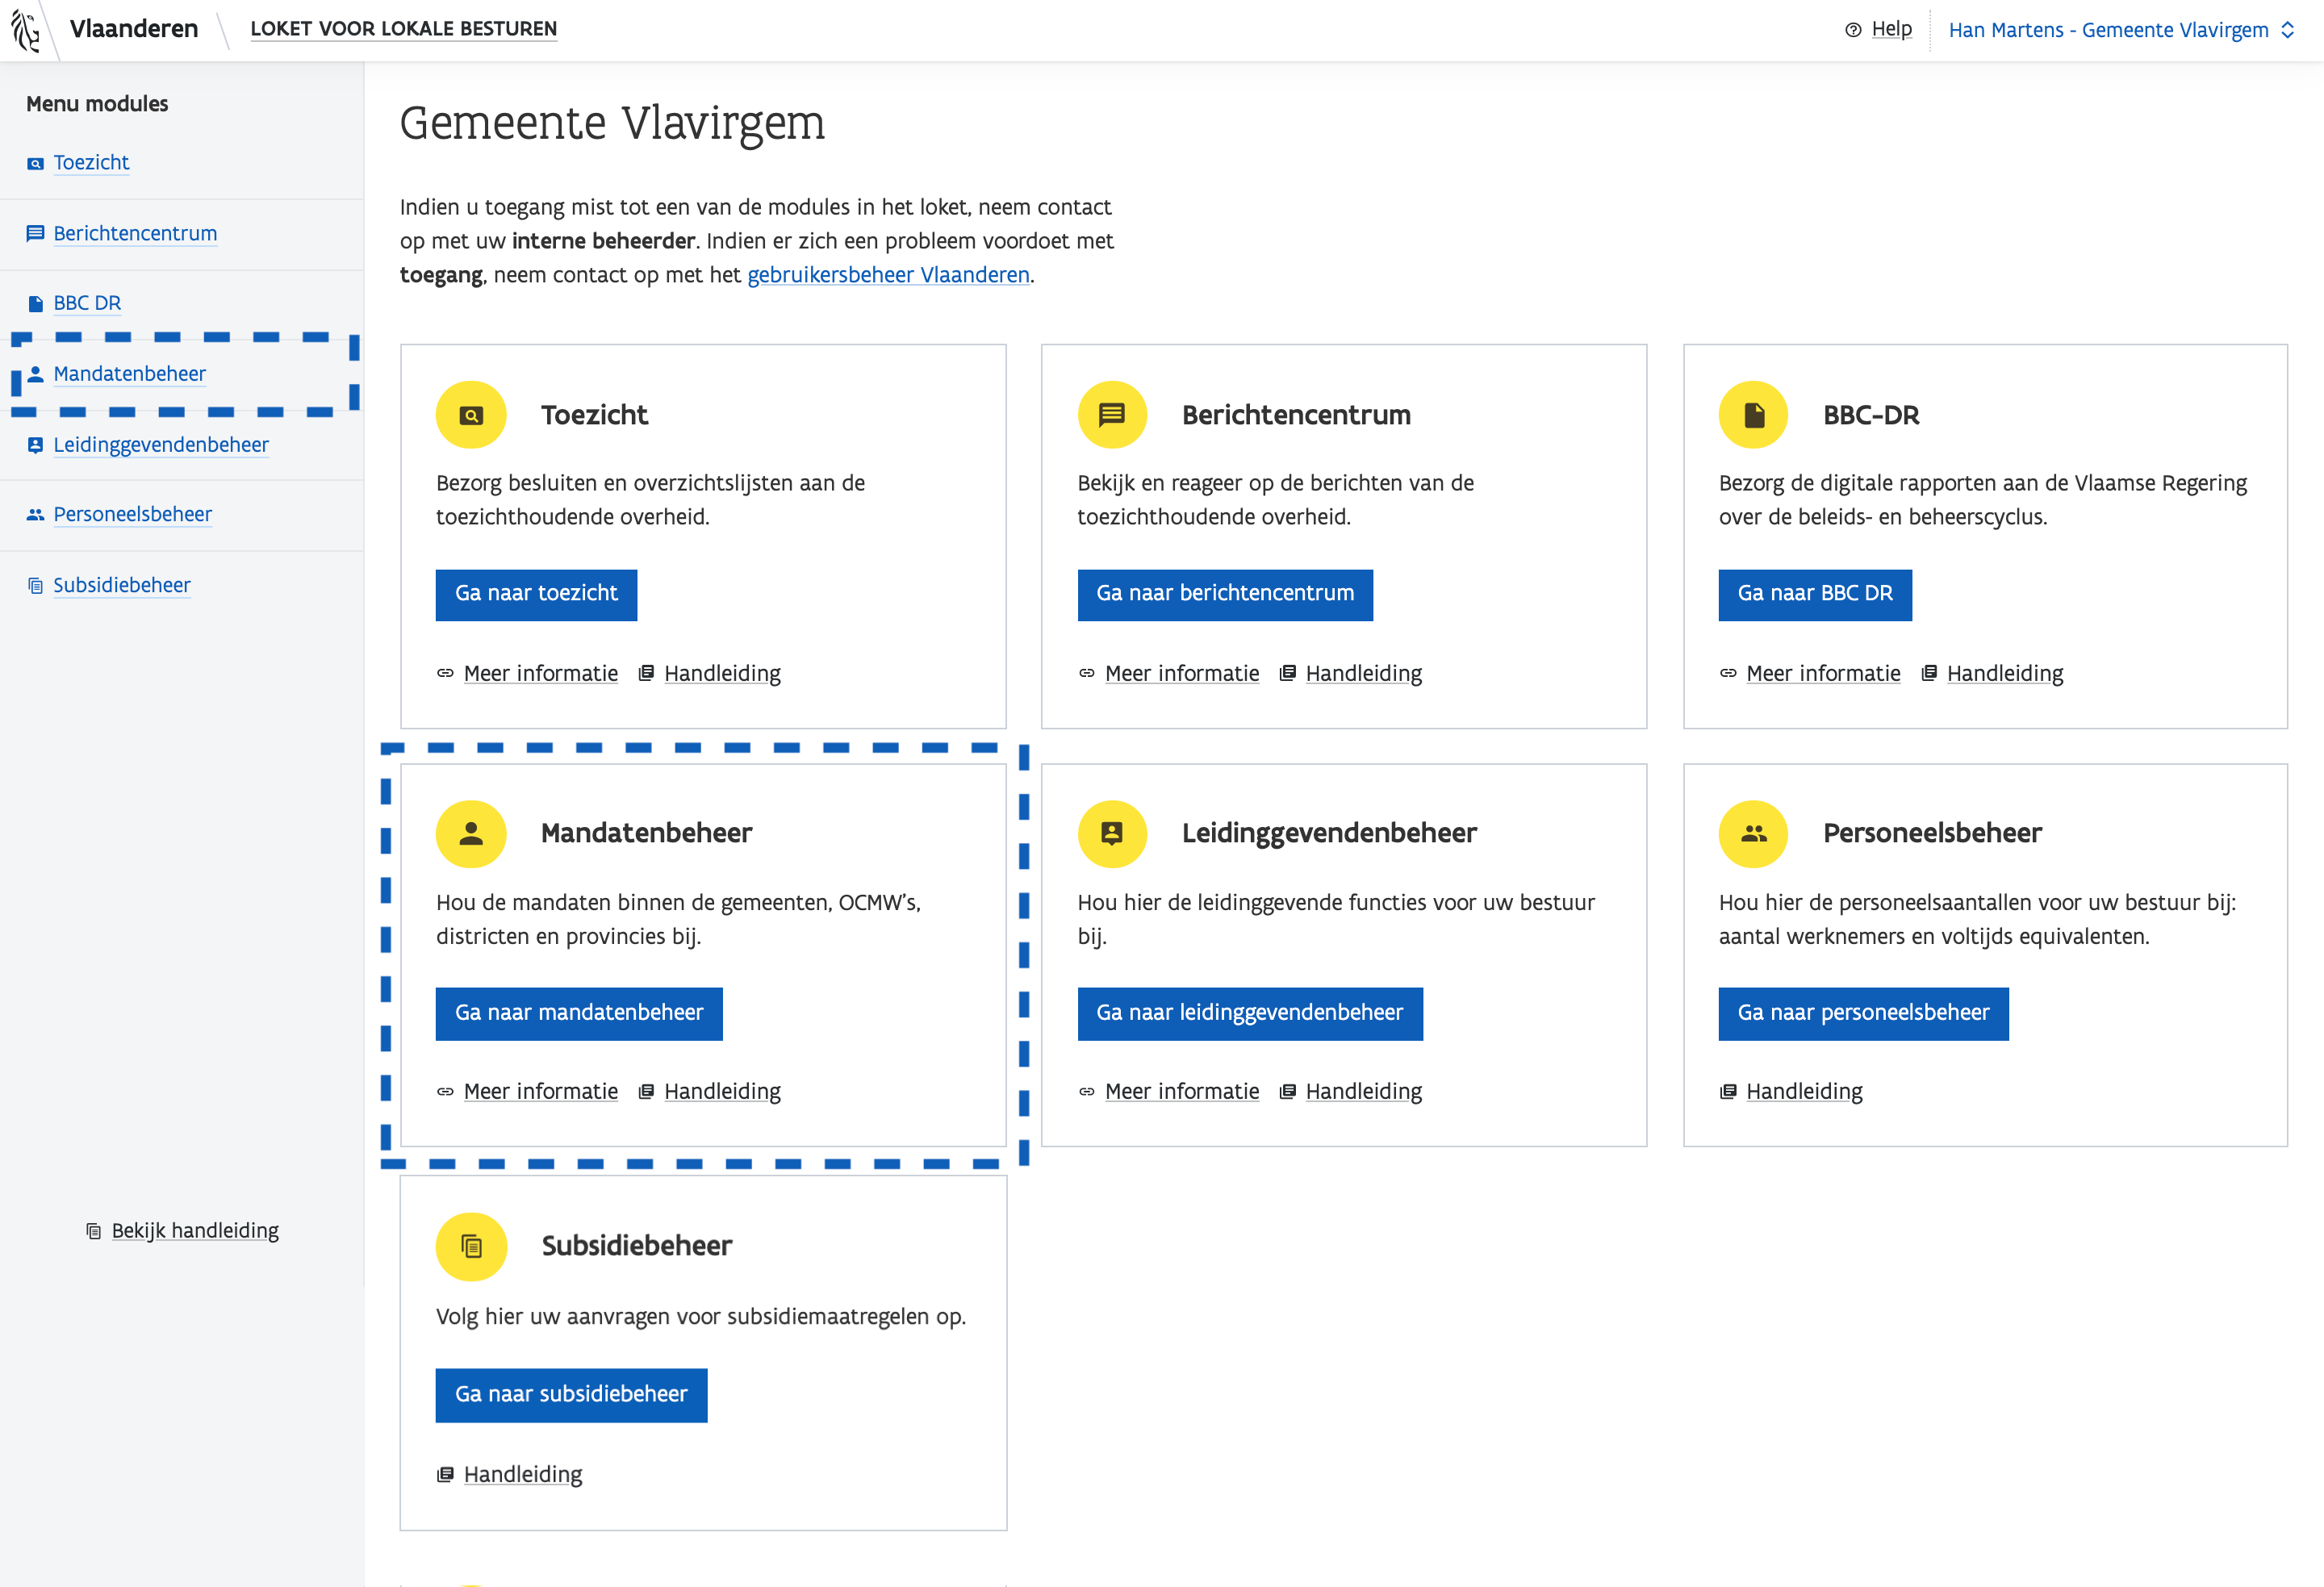 Vlaanderen
LOKET VOOR LOKALE BESTUREN
Help
Han Martens - Gemeente Vlavirgem
Menu modules
Toezicht
Berichtencentrum
BBC DR
Mandatenbeheer
Leidinggevendenbeheer
Personeelsbeheer
Subsidiebeheer
Bekijk handleiding
Gemeente Vlavirgem
Indien u toegang mist tot een van de modules in het loket, neem contact
op met uw interne beheerder. Indien er zich een probleem voordoet met
toegang, neem contact op met het gebruikersbeheer Vlaanderen.
Toezicht
Bezorg besluiten en overzichtslijsten aan de
toezichthoudende overheid.
Ga naar toezicht
Meer informatie Handleiding
Berichtencentrum
Bekijk en reageer op de berichten van de
toezichthoudende overheid.
Ga naar berichtencentrum
Meer informatie Handleiding
BBC-DR
Bezorg de digitale rapporten aan de Vlaamse Regering
over de beleids- en beheerscyclus.
Ga naar BBC DR
Meer informatie Handleiding
Mandatenbeheer
Hou de mandaten binnen de gemeenten, OCMW's,
districten en provincies bij.
Ga naar mandatenbeheer
Meer informatie Handleiding
Leidinggevendenbeheer
Hou hier de leidinggevende functies voor uw bestuur
bij.
Ga naar leidinggevendenbeheer
Meer informatie Handleiding
Personeelsbeheer
Hou hier de personeelsaantallen voor uw bestuur bij:
aantal werknemers en voltijds equivalenten.
Ga naar personeelsbeheer
Handleiding
Subsidiebeheer
Volg hier uw aanvragen voor subsidiemaatregelen op.
Ga naar subsidiebeheer
Handleiding